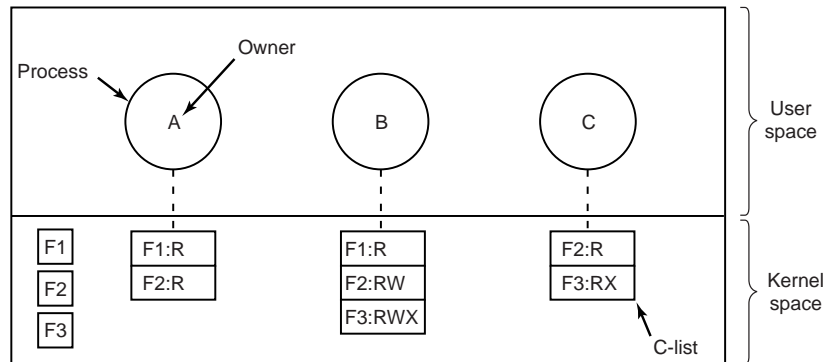 Owner
Process
A
B
C
User
space
F1
F2
F3
F1:R
F2:R
F1:R
F2:RW
F3:RWX
F2:R
F3:RX
C-list
Kernel
space